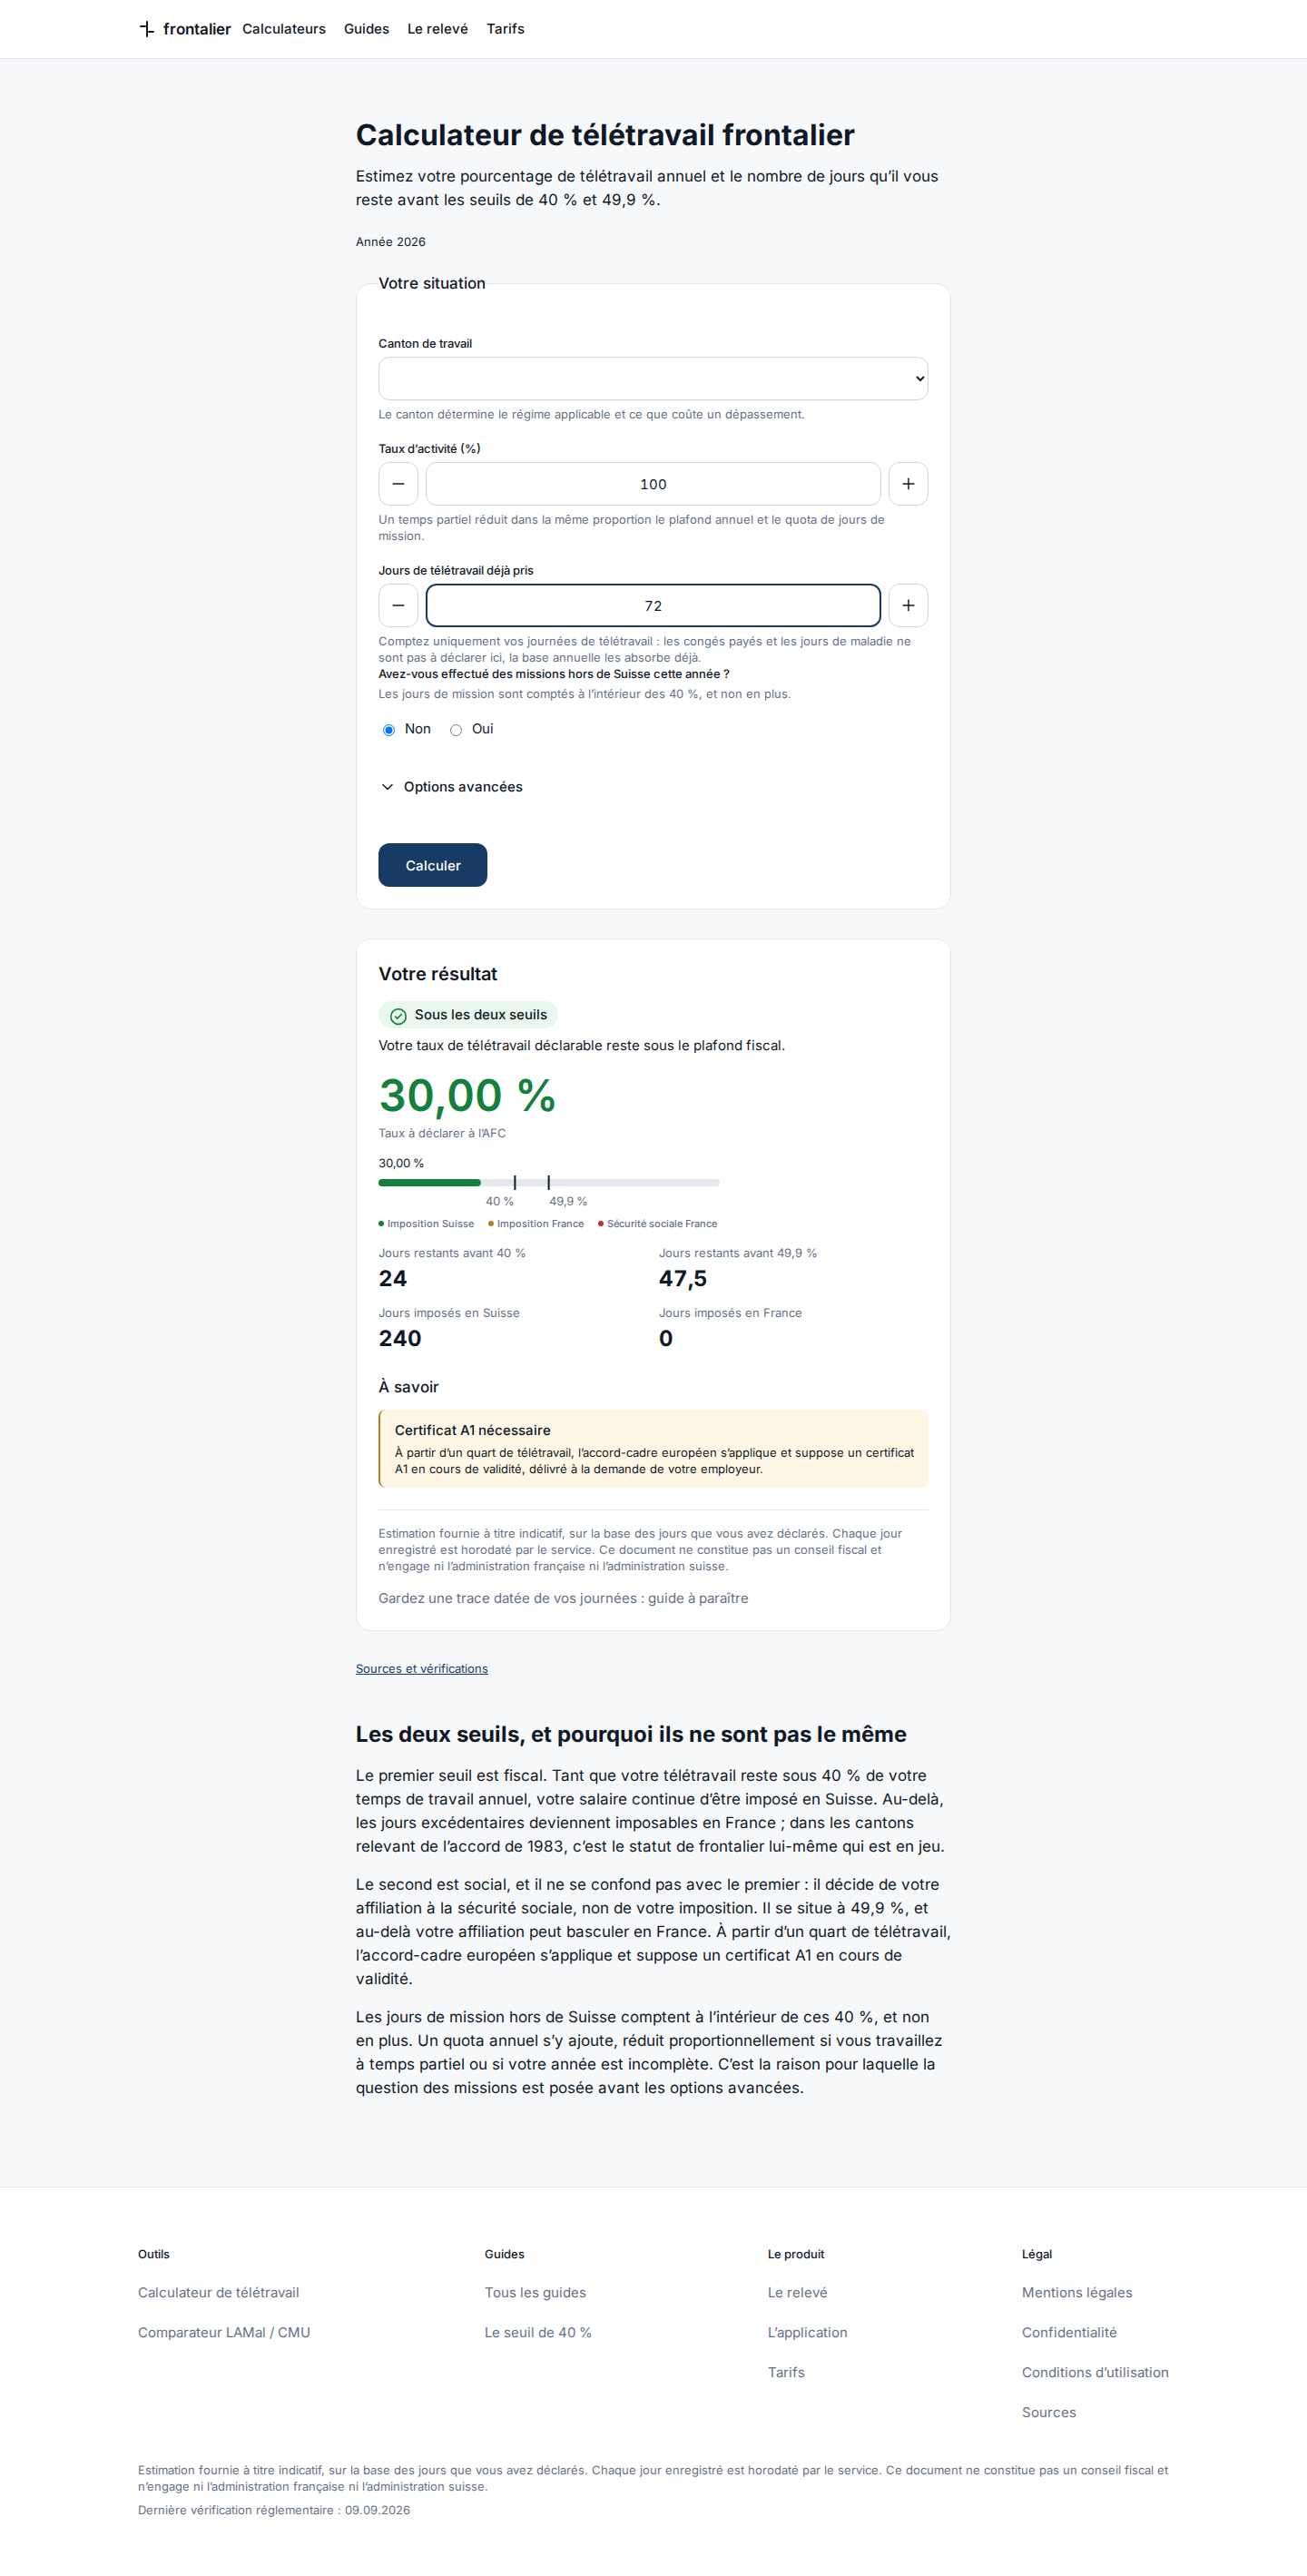 frontalier Calculateurs Guides Le relevé Tarifs
Calculateur de télétravail frontalier
Estimez votre pourcentage de télétravail annuel et le nombre de jours qu’il vous
reste avant les seuils de 40 % et 49,9 %.
Année 2026
Votre situation
Canton de travail
Le canton détermine le régime applicable et ce que coûte un dépassement.
Taux d’activité (%)
− 100 +
Un temps partiel réduit dans la même proportion le plafond annuel et le quota de jours de
mission.
Jours de télétravail déjà pris
− 72 +
Comptez uniquement vos journées de télétravail : les congés payés et les jours de maladie ne
sont pas à déclarer ici, la base annuelle les absorbe déjà.
Avez-vous effectué des missions hors de Suisse cette année ?
Les jours de mission sont comptés à l’intérieur des 40 %, et non en plus.
Non Oui
Options avancées
Calculer
Votre résultat
Sous les deux seuils
Votre taux de télétravail déclarable reste sous le plafond fiscal.
30,00 %
Taux à déclarer à l’AFC
30,00 %
40 % 49,9 %
Imposition Suisse Imposition France Sécurité sociale France
Jours restants avant 40 % Jours restants avant 49,9 %
24 47,5
Jours imposés en Suisse Jours imposés en France
240 0
À savoir
Certificat A1 nécessaire
À partir d’un quart de télétravail, l’accord-cadre européen s’applique et suppose un certificat
A1 en cours de validité, délivré à la demande de votre employeur.
Estimation fournie à titre indicatif, sur la base des jours que vous avez déclarés. Chaque jour
enregistré est horodaté par le service. Ce document ne constitue pas un conseil fiscal et
n’engage ni l’administration française ni l’administration suisse.
Gardez une trace datée de vos journées : guide à paraître
Sources et vérifications
Les deux seuils, et pourquoi ils ne sont pas le même
Le premier seuil est fiscal. Tant que votre télétravail reste sous 40 % de votre
temps de travail annuel, votre salaire continue d’être imposé en Suisse. Au-delà,
les jours excédentaires deviennent imposables en France ; dans les cantons
relevant de l’accord de 1983, c’est le statut de frontalier lui-même qui est en jeu.
Le second est social, et il ne se confond pas avec le premier : il décide de votre
affiliation à la sécurité sociale, non de votre imposition. Il se situe à 49,9 %, et
au-delà votre affiliation peut basculer en France. À partir d’un quart de télétravail,
l’accord-cadre européen s’applique et suppose un certificat A1 en cours de
validité.
Les jours de mission hors de Suisse comptent à l’intérieur de ces 40 %, et non
en plus. Un quota annuel s’y ajoute, réduit proportionnellement si vous travaillez
à temps partiel ou si votre année est incomplète. C’est la raison pour laquelle la
question des missions est posée avant les options avancées.
Outils Guides Le produit Légal
Calculateur de télétravail Tous les guides Le relevé Mentions légales
Comparateur LAMal / CMU Le seuil de 40 % L’application Confidentialité
Tarifs Conditions d’utilisation
Sources
Estimation fournie à titre indicatif, sur la base des jours que vous avez déclarés. Chaque jour enregistré est horodaté par le service. Ce document ne constitue pas un conseil fiscal et
n’engage ni l’administration française ni l’administration suisse.
Dernière vérification réglementaire : 09.09.2026